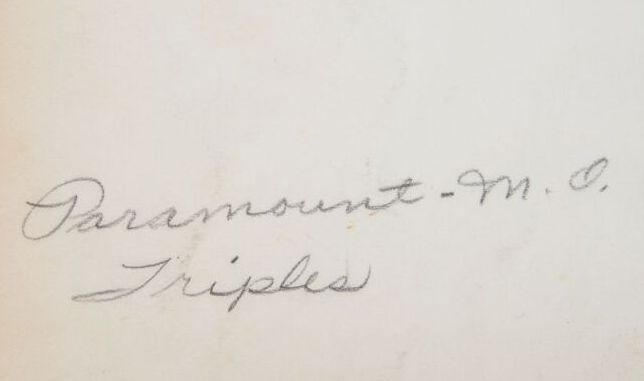 Paramount - M. O.
Triples